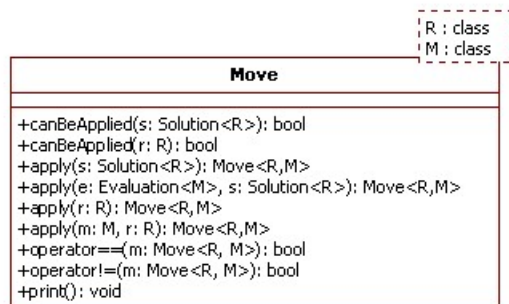 R : class
M : class
Move
+canBeApplied(s: Solution<R>): bool
+canBeApplied(r: R): bool
+apply(s: Solution<R>): Move<R,M>
+apply(e: Evaluation<M>, s: Solution<R>): Move<R,M>
+apply(r: R): Move<R,M>
+apply(m: M, r: R): Move<R,M>
+operator==(m: Move<R, M>): bool
+operator!=(m: Move<R, M>): bool
+print(): void